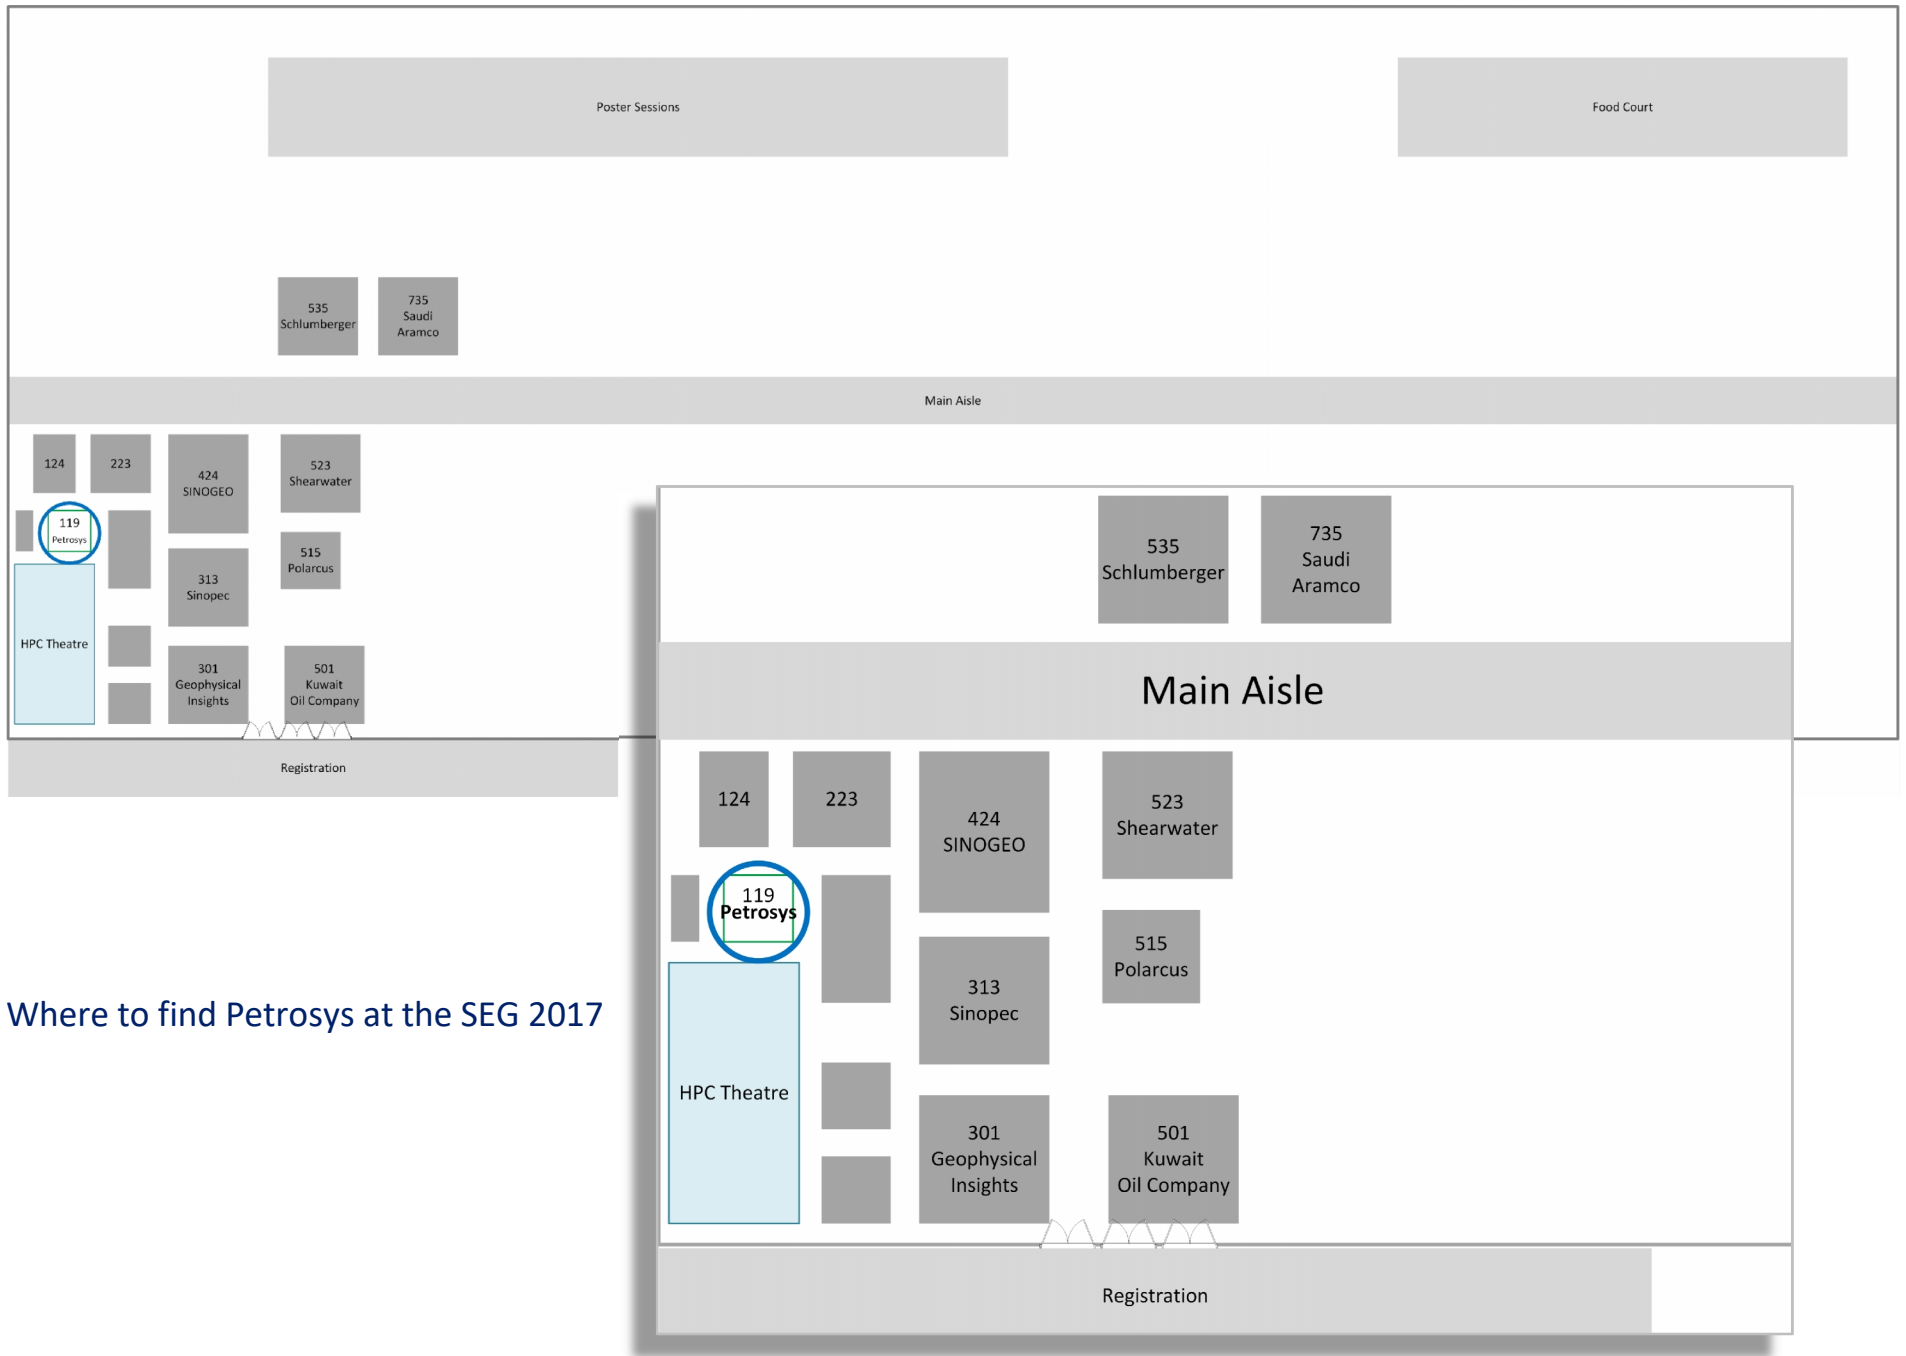 Poster Sessions
Food Court
535
Schlumberger
735
Saudi
Aramco
Main Aisle
124
223
424
SINOGEO
523
Shearwater
119
Petrosys
515
Polarcus
313
Sinopec
HPC Theatre
301
Geophysical
Insights
501
Kuwait
Oil Company
Registration
535
Schlumberger
735
Saudi
Aramco
Main Aisle
124
223
424
SINOGEO
523
Shearwater
119
Petrosys
515
Polarcus
313
Sinopec
HPC Theatre
301
Geophysical
Insights
501
Kuwait
Oil Company
Registration
Where to find Petrosys at the SEG 2017